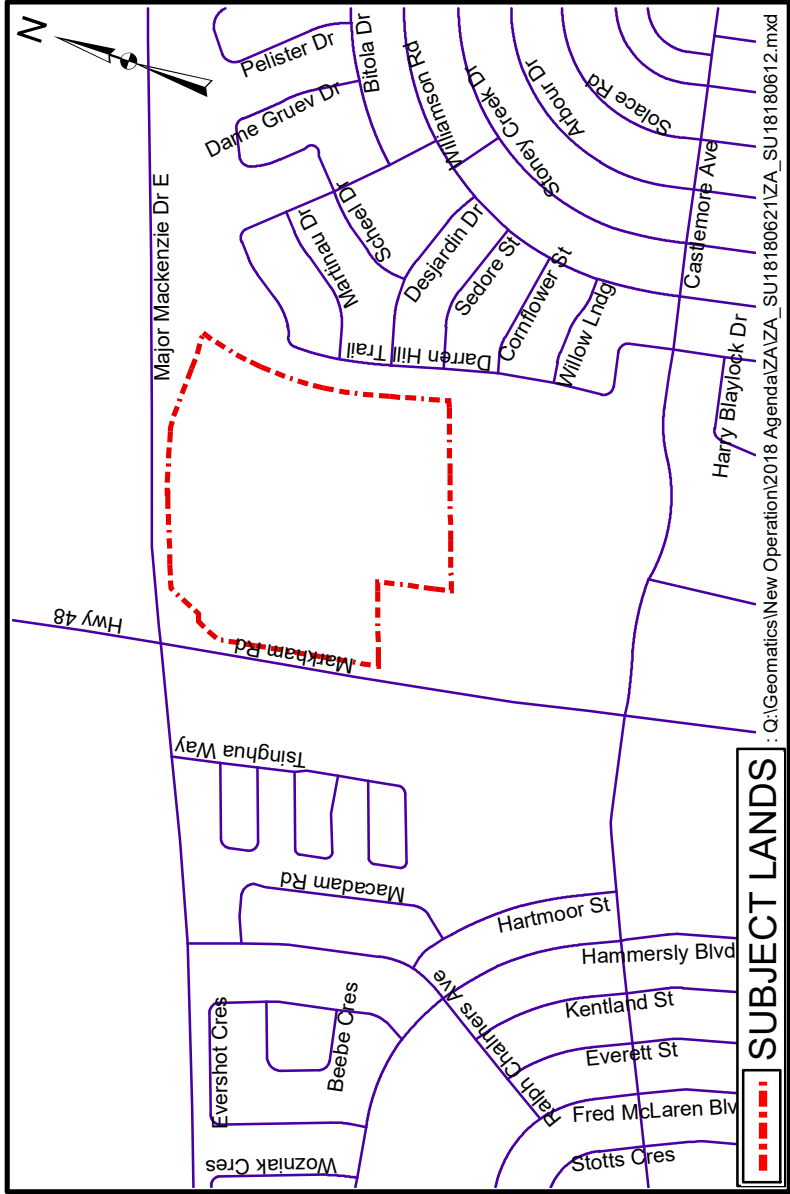 N
Major Mackenzie Dr E
Pelister Dr
Bitola Dr
Dame Gruev Dr
Williamson Rd
Stoney Creek Dr
Arbour Dr
Solace Rd
Castlemore Ave
Martinau Dr
Scheel Dr
Desjardin Dr
Sedore St
Cornflower St
Willow Lndg
Darren Hill Trail
Harry Blaylock Dr
Hwy 48
Markham Rd
Tsinghua Way
Macadam Rd
Hartmoor St
Hammersly Blvd
Ralph Chalmers Ave
Kentland St
Everett St
Fred McLaren Blv
Stotts Cres
Evershot Cres
Beebe Cres
Wozniak Cres
SUBJECT LANDS
: Q:\Geomatics\New Operation\2018 Agenda\ZA\ZA_SU18180621\ZA_SU18180612.mxd